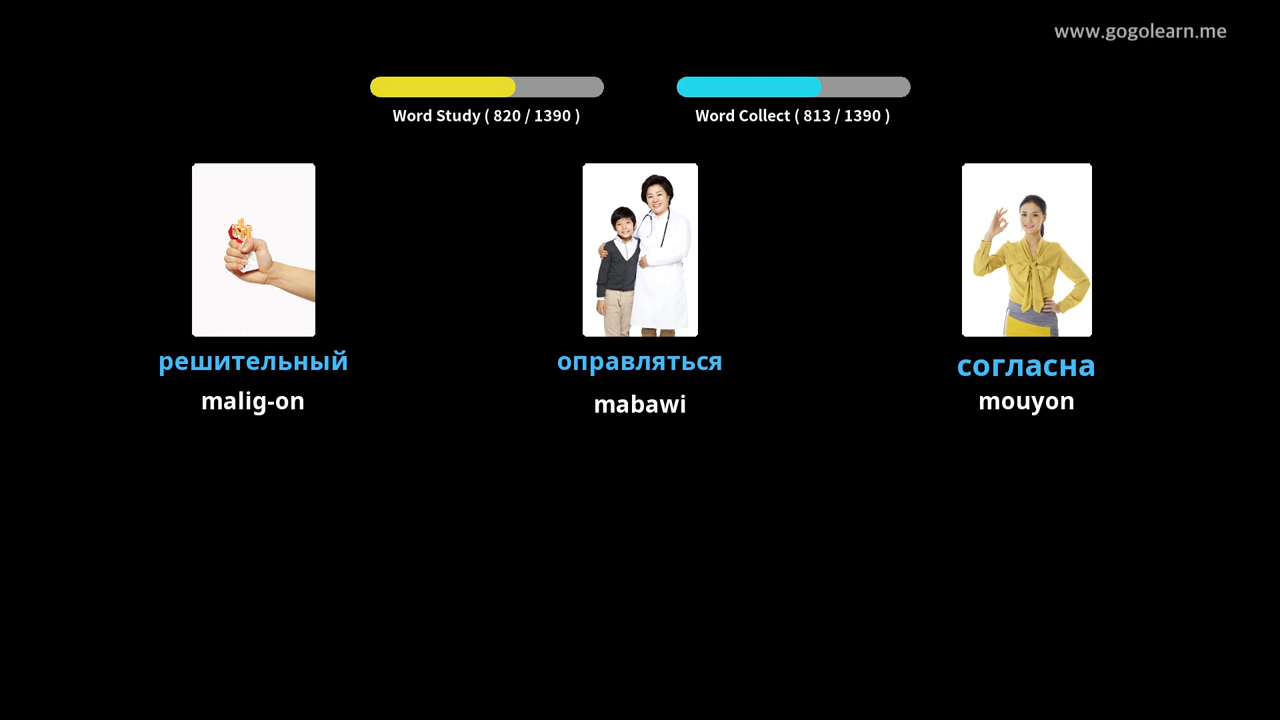 www.gogolearn.me
Word Study ( 820 / 1390 )
Word Collect ( 813 / 1390 )
решительный
оправляться
согласна
malig-on
mabawi
mouyon